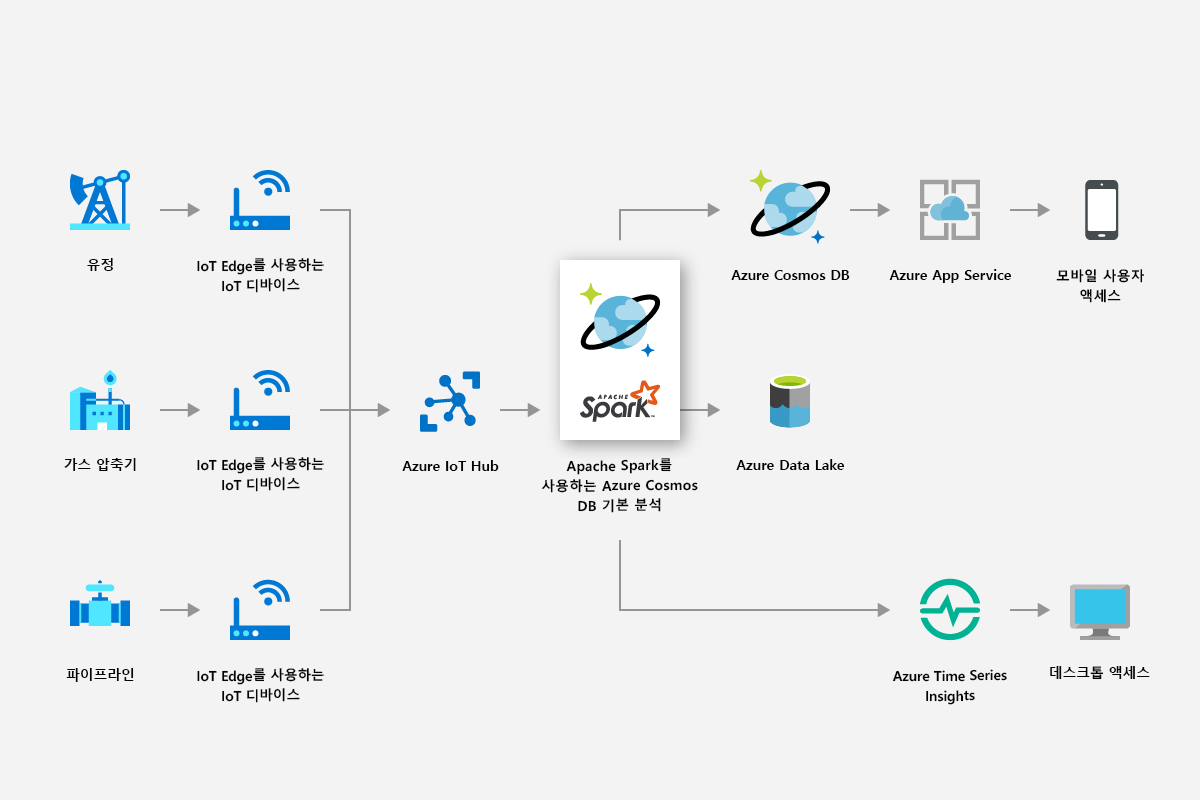 유정
IoT Edge를 사용하는
IoT 디바이스
Azure Cosmos DB
Azure App Service
모바일 사용자
액세스
APACHE
Spark™
가스 압축기
IoT Edge를 사용하는
IoT 디바이스
Azure IoT Hub
Apache Spark를
사용하는 Azure Cosmos
DB 기본 분석
Azure Data Lake
파이프라인
IoT Edge를 사용하는
IoT 디바이스
Azure Time Series
Insights
데스크톱 액세스